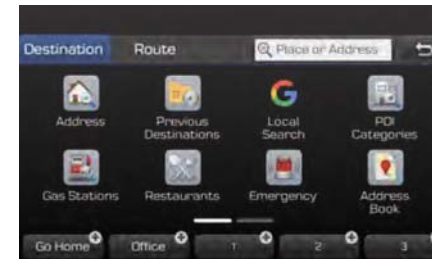 Destination Route Place or Address
Address Previous Destinations Local Search POI Categories
Gas Stations Restaurants Emergency Address Book
Go Home Office 1 2 3